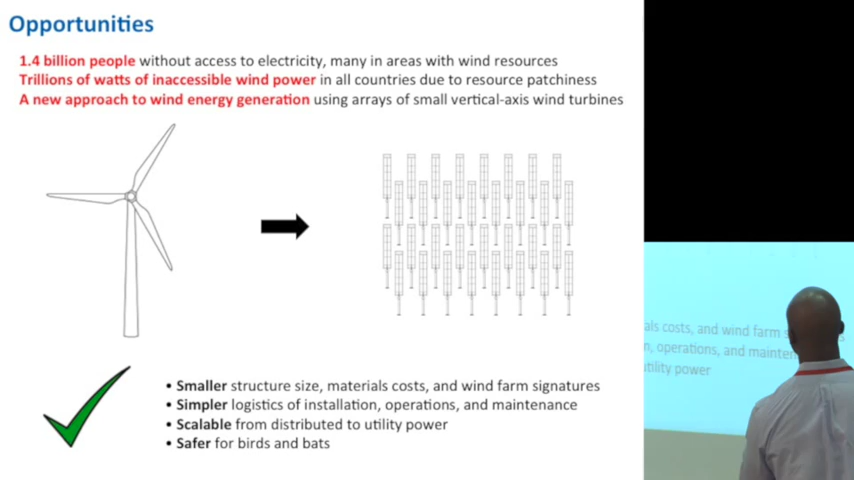 Opportunities
1.4 billion people without access to electricity, many in areas with wind resources
Trillions of watts of inaccessible wind power in all countries due to resource patchiness
A new approach to wind energy generation using arrays of small vertical-axis wind turbines
• Smaller structure size, materials costs, and wind farm signatures
• Simpler logistics of installation, operations, and maintenance
• Scalable from distributed to utility power
• Safer for birds and bats
als costs, and wind farm
n, operations, and mainten
utility power